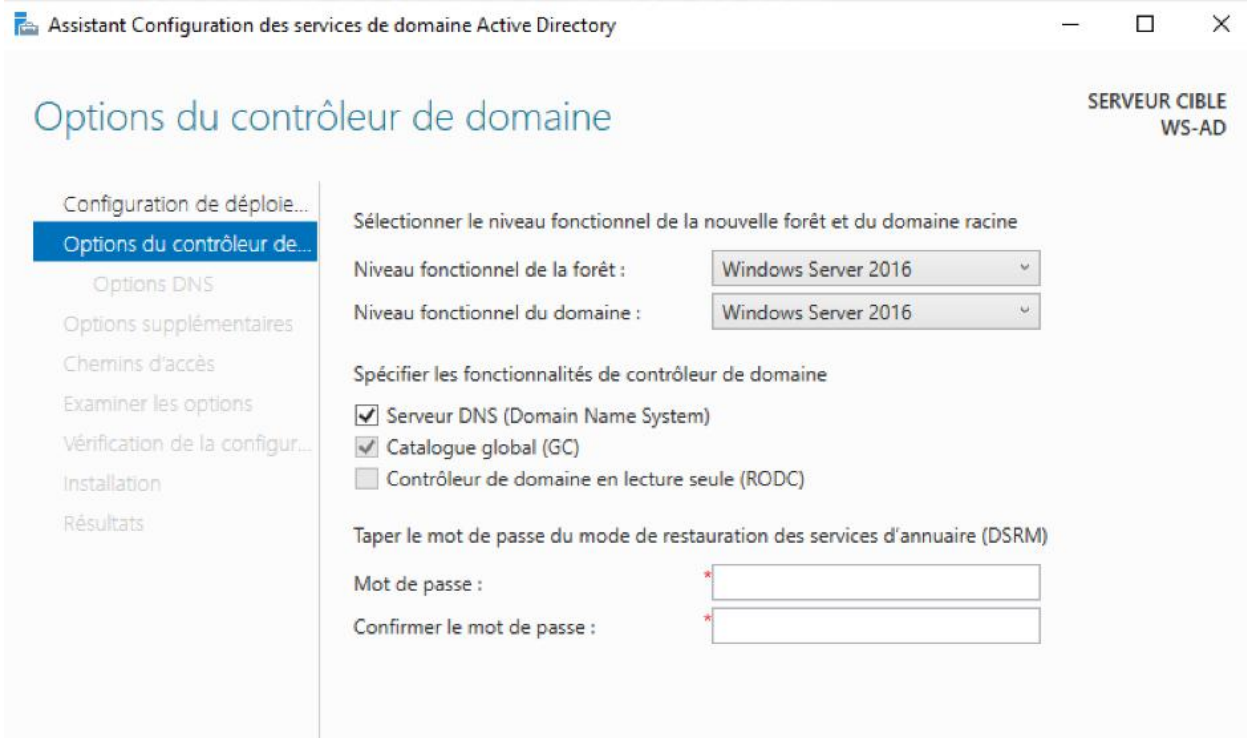 Assistant Configuration des services de domaine Active Directory
Options du contrôleur de domaine
SERVEUR CIBLE
WS-AD
Configuration de déploie...
Options du contrôleur de...
Options DNS
Options supplémentaires
Chemins d'accès
Examiner les options
Vérification de la configur...
Installation
Résultats
Sélectionner le niveau fonctionnel de la nouvelle forêt et du domaine racine
Niveau fonctionnel de la forêt : Windows Server 2016
Niveau fonctionnel du domaine : Windows Server 2016
Spécifier les fonctionnalités de contrôleur de domaine
Serveur DNS (Domain Name System)
Catalogue global (GC)
Contrôleur de domaine en lecture seule (RODC)
Taper le mot de passe du mode de restauration des services d'annuaire (DSRM)
Mot de passe : *
Confirmer le mot de passe : *